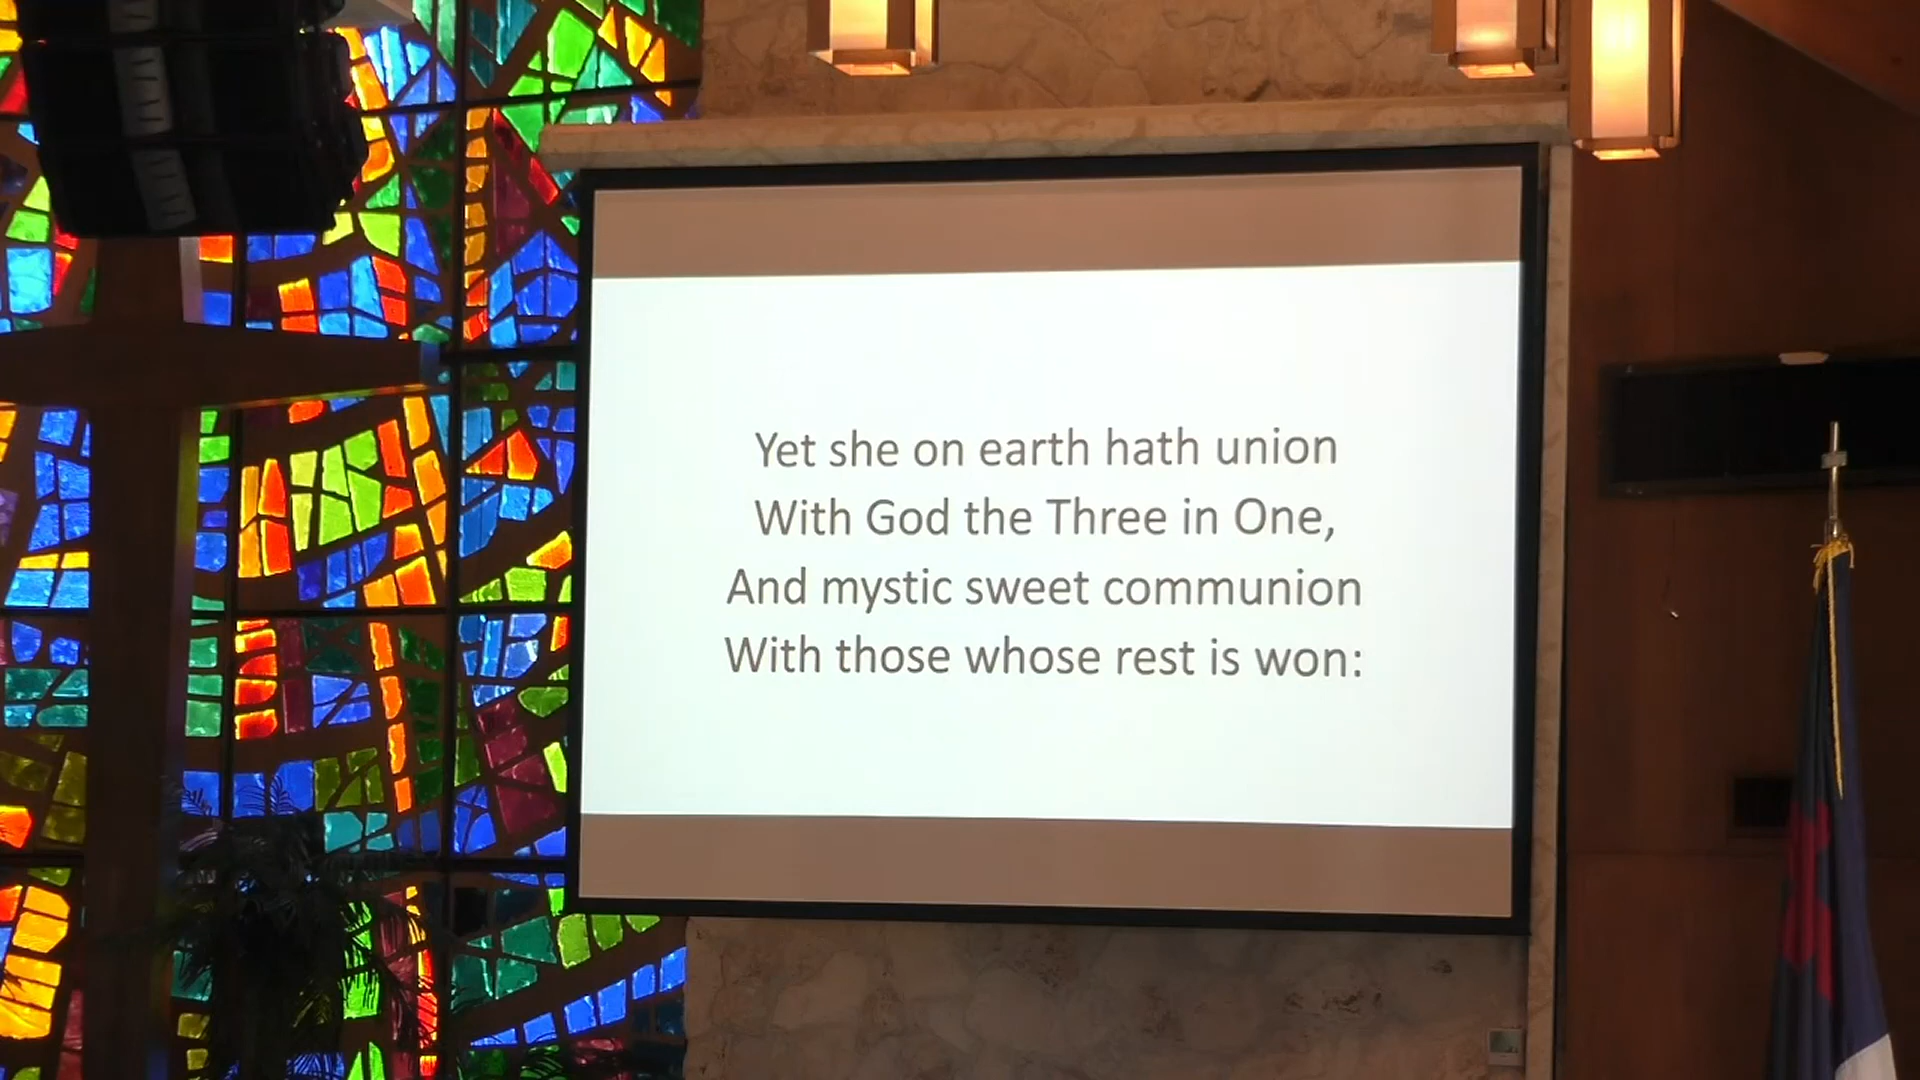 Yet she on earth hath union
With God the Three in One,
And mystic sweet communion
With those whose rest is won: